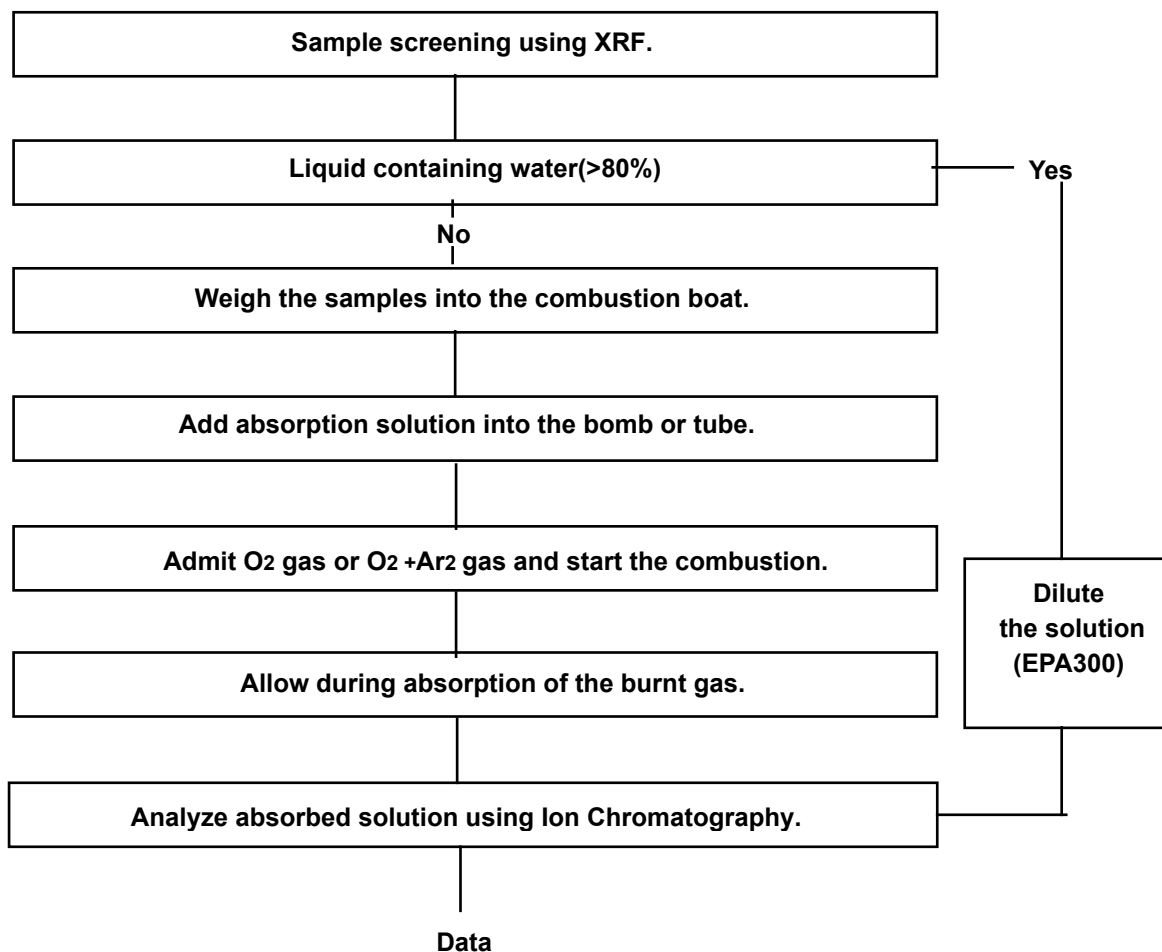 Sample screening using XRF.
Liquid containing water(>80%)
Yes
No
Weigh the samples into the combustion boat.
Add absorption solution into the bomb or tube.
Admit O2 gas or O2 +Ar2 gas and start the combustion.
Dilute
the solution
(EPA300)
Allow during absorption of the burnt gas.
Analyze absorbed solution using Ion Chromatography.
Data